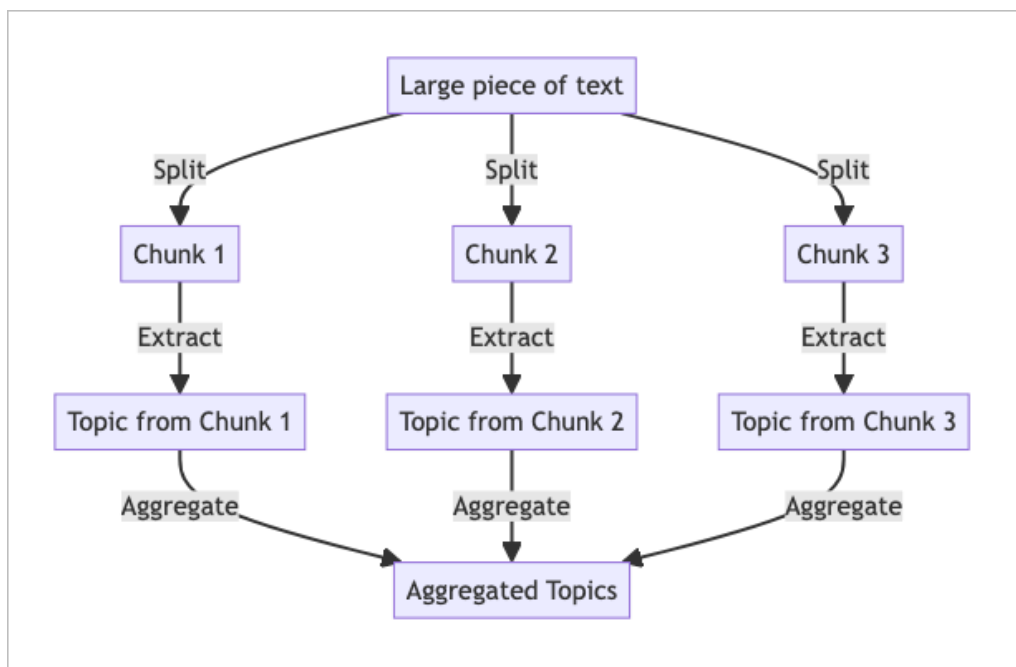 Large piece of text
Split
Split
Split
Chunk 1
Chunk 2
Chunk 3
Extract
Extract
Extract
Topic from Chunk 1
Topic from Chunk 2
Topic from Chunk 3
Aggregate
Aggregate
Aggregate
Aggregated Topics